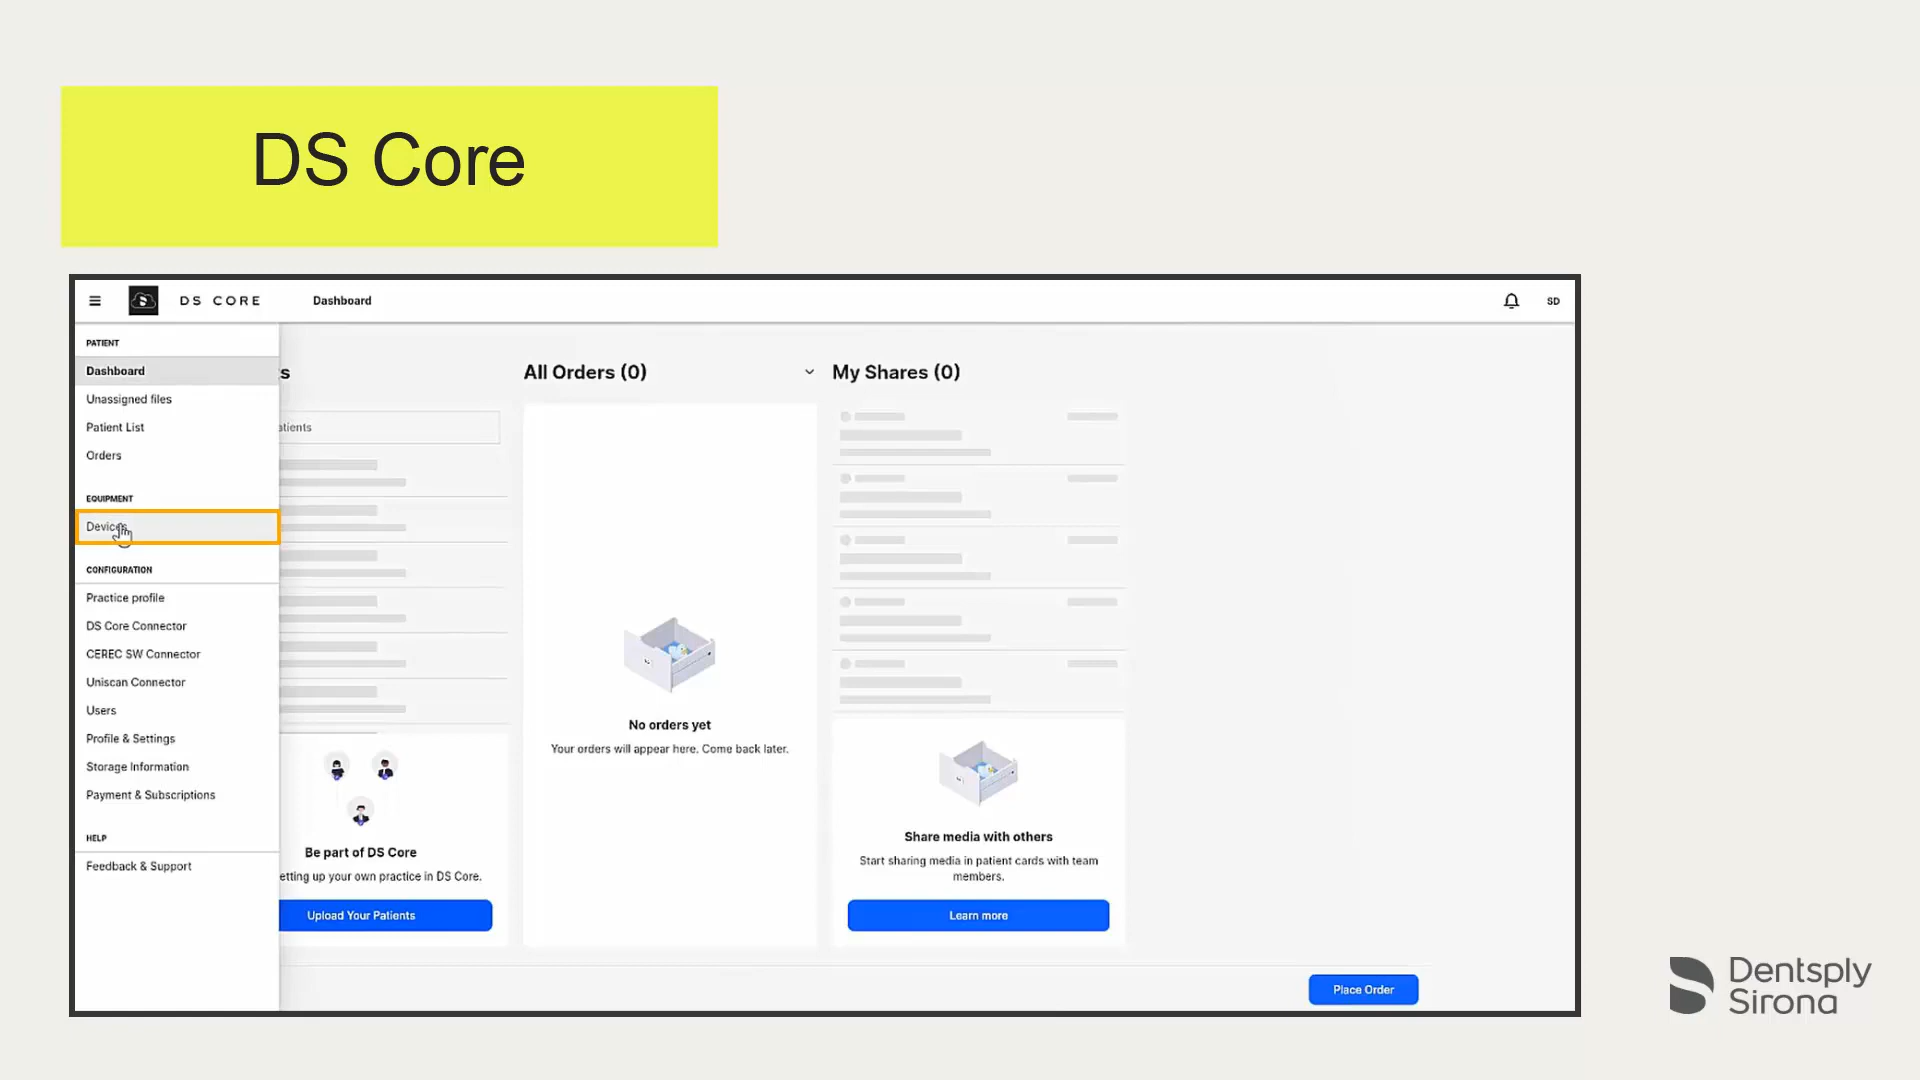 DS Core
DS CORE
Dashboard
SD
PATIENT
Dashboard
Unassigned files
Patient List
Orders
EQUIPMENT
Devices
CONFIGURATION
Practice profile
DS Core Connector
CEREC SW Connector
Uniscan Connector
Users
Profile & Settings
Storage Information
Payment & Subscriptions
HELP
Feedback & Support
Be part of DS Core
up your own practice in DS Core.
Upload Your Patients
All Orders (0)
No orders yet
Your orders will appear here. Come back later.
My Shares (0)
Share media with others
Start sharing media in patient cards with team
members.
Learn more
Place Order
Dentsply
Sirona